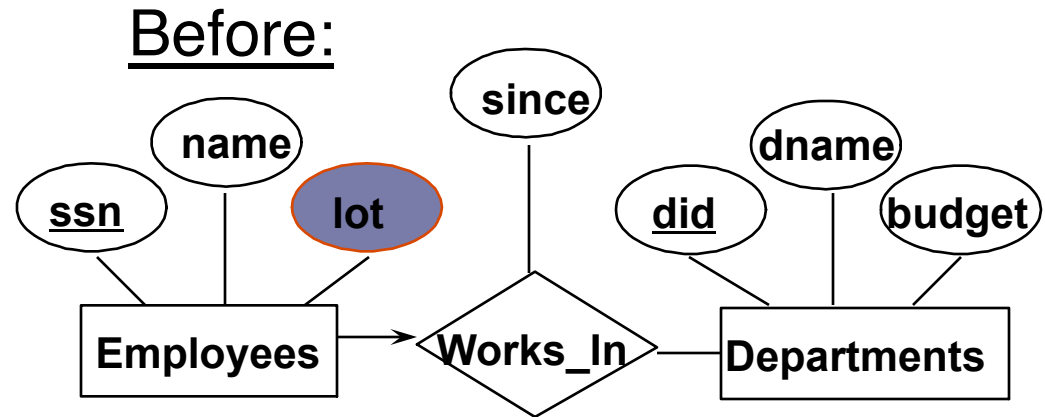 Before:
since
name
dname
ssn
lot
did
budget
Employees
Works_In
Departments